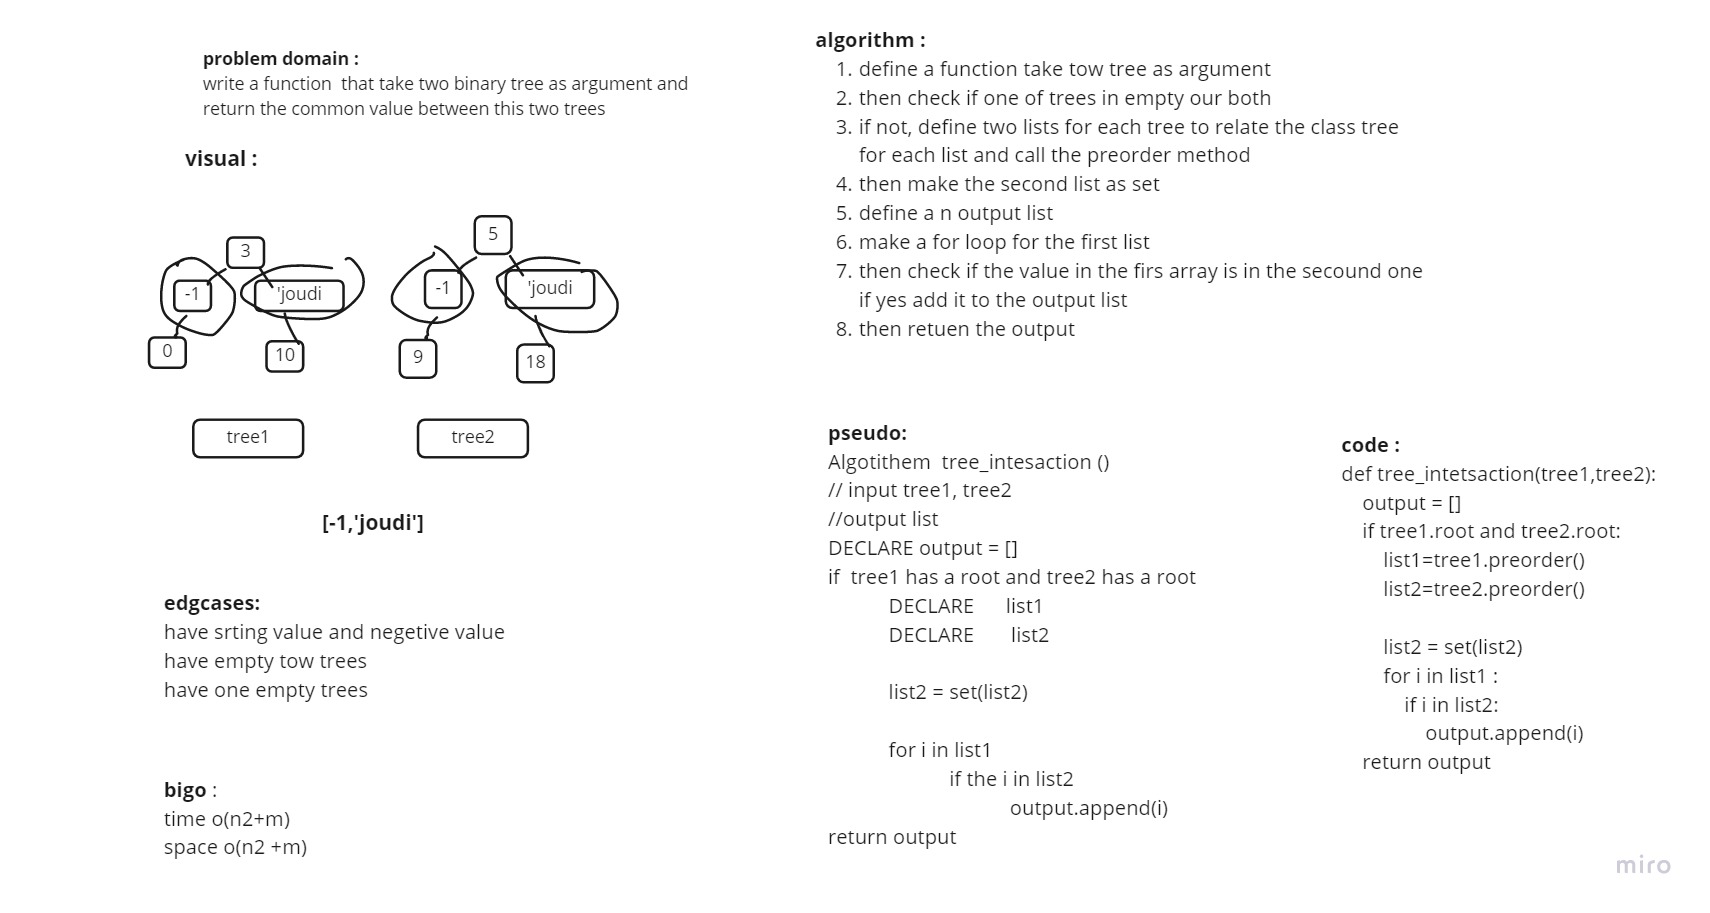 problem domain :
write a function  that take two binary tree as argument and
return the common value between this two trees
visual :
3
-1
'joudi
0
10
5
-1
'joudi
9
18
tree1
tree2
[-1,'joudi']
edgcases:
have srting value and negetive value
have empty tow trees
have one empty trees
bigo :
time o(n2+m)
space o(n2 +m)
algorithm :
1. define a function take tow tree as argument
2. then check if one of trees in empty our both
3. if not, define two lists for each tree to relate the class tree
for each list and call the preorder method
4. then make the second list as set
5. define a n output list
6. make a for loop for the first list
7. then check if the value in the firs array is in the secound one
if yes add it to the output list
8. then retuen the output
pseudo:
Algotithem  tree_intesaction ()
// input tree1, tree2
//output list
DECLARE output = []
if  tree1 has a root and tree2 has a root
DECLARE     list1
DECLARE      list2
list2 = set(list2)
for i in list1
if the i in list2
output.append(i)
return output
code :
def tree_intetsaction(tree1,tree2):
output = []
if tree1.root and tree2.root:
list1=tree1.preorder()
list2=tree2.preorder()
list2 = set(list2)
for i in list1 :
if i in list2:
output.append(i)
return output
miro